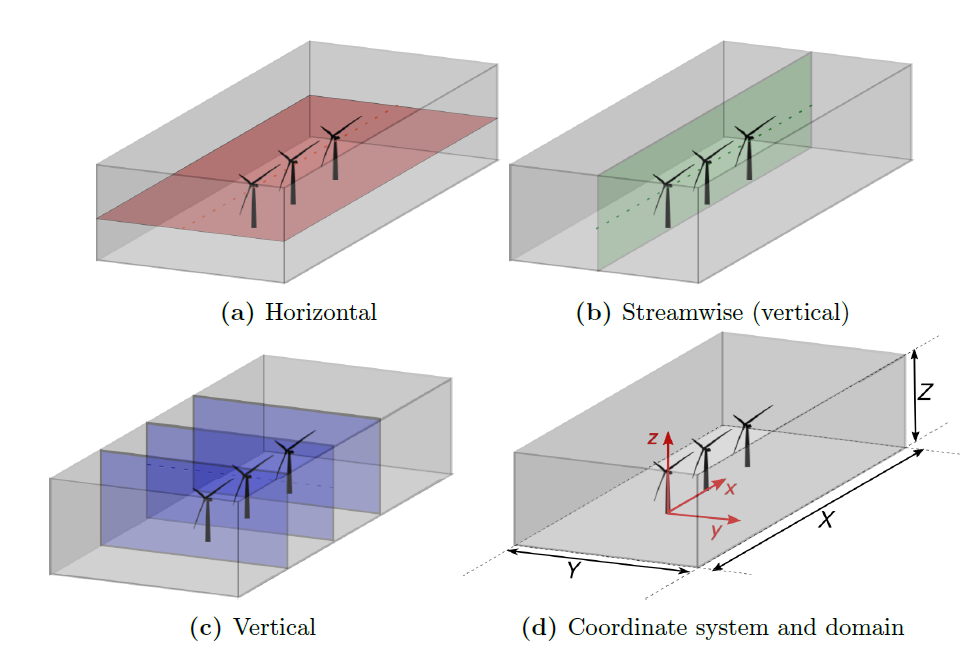 (a) Horizontal
(b) Streamwise (vertical)
z
x
y
Z
X
Y
(c) Vertical
(d) Coordinate system and domain